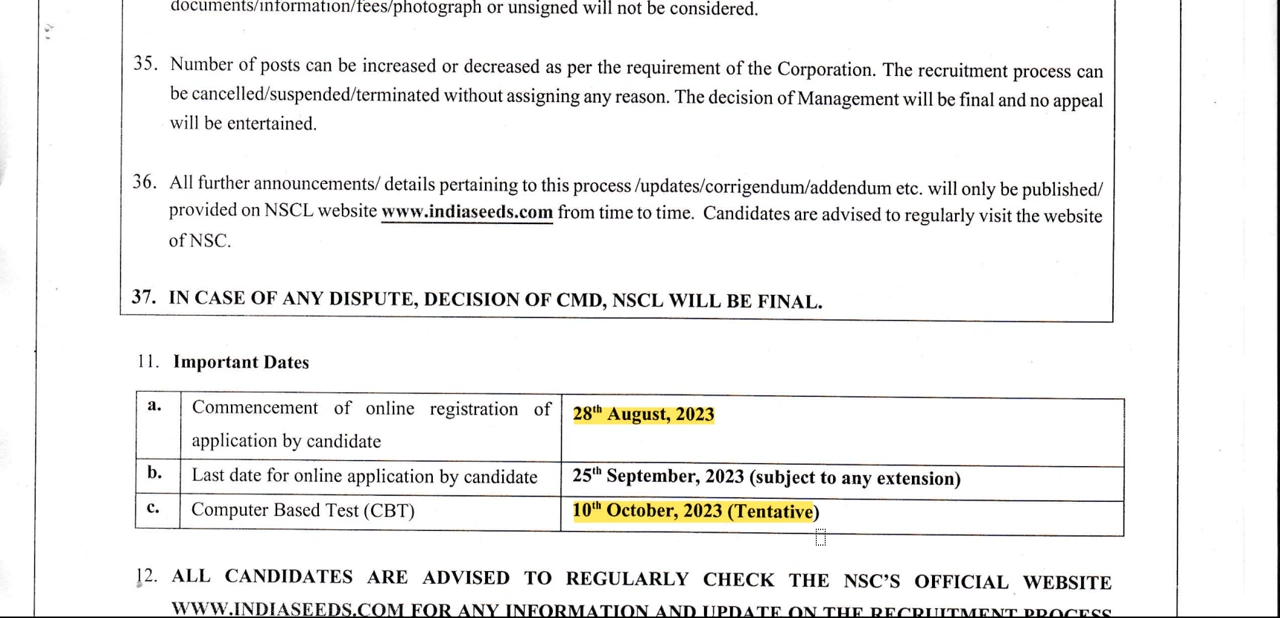 documents/information/fees/photograph or unsigned will not be considered.
35. Number of posts can be increased or decreased as per the requirement of the Corporation. The recruitment process can
be cancelled/suspended/terminated without assigning any reason. The decision of Management will be final and no appeal
will be entertained.
36. All further announcements/ details pertaining to this process /updates/corrigendum/addendum etc. will only be published/
provided on NSCL website www.indiaseeds.com from time to time. Candidates are advised to regularly visit the website
of NSC.
37. IN CASE OF ANY DISPUTE, DECISION OF CMD, NSCL WILL BE FINAL.
11. Important Dates
a. Commencement of online registration of 28th August, 2023
application by candidate
b. Last date for online application by candidate 25th September, 2023 (subject to any extension)
c. Computer Based Test (CBT) 10th October, 2023 (Tentative)
12. ALL CANDIDATES ARE ADVISED TO REGULARLY CHECK THE NSC'S OFFICIAL WEBSITE
WWW.INDIASEEDS.COM FOR ANY INFORMATION AND UPDATE ON THE RECRUITMENT PROCESS